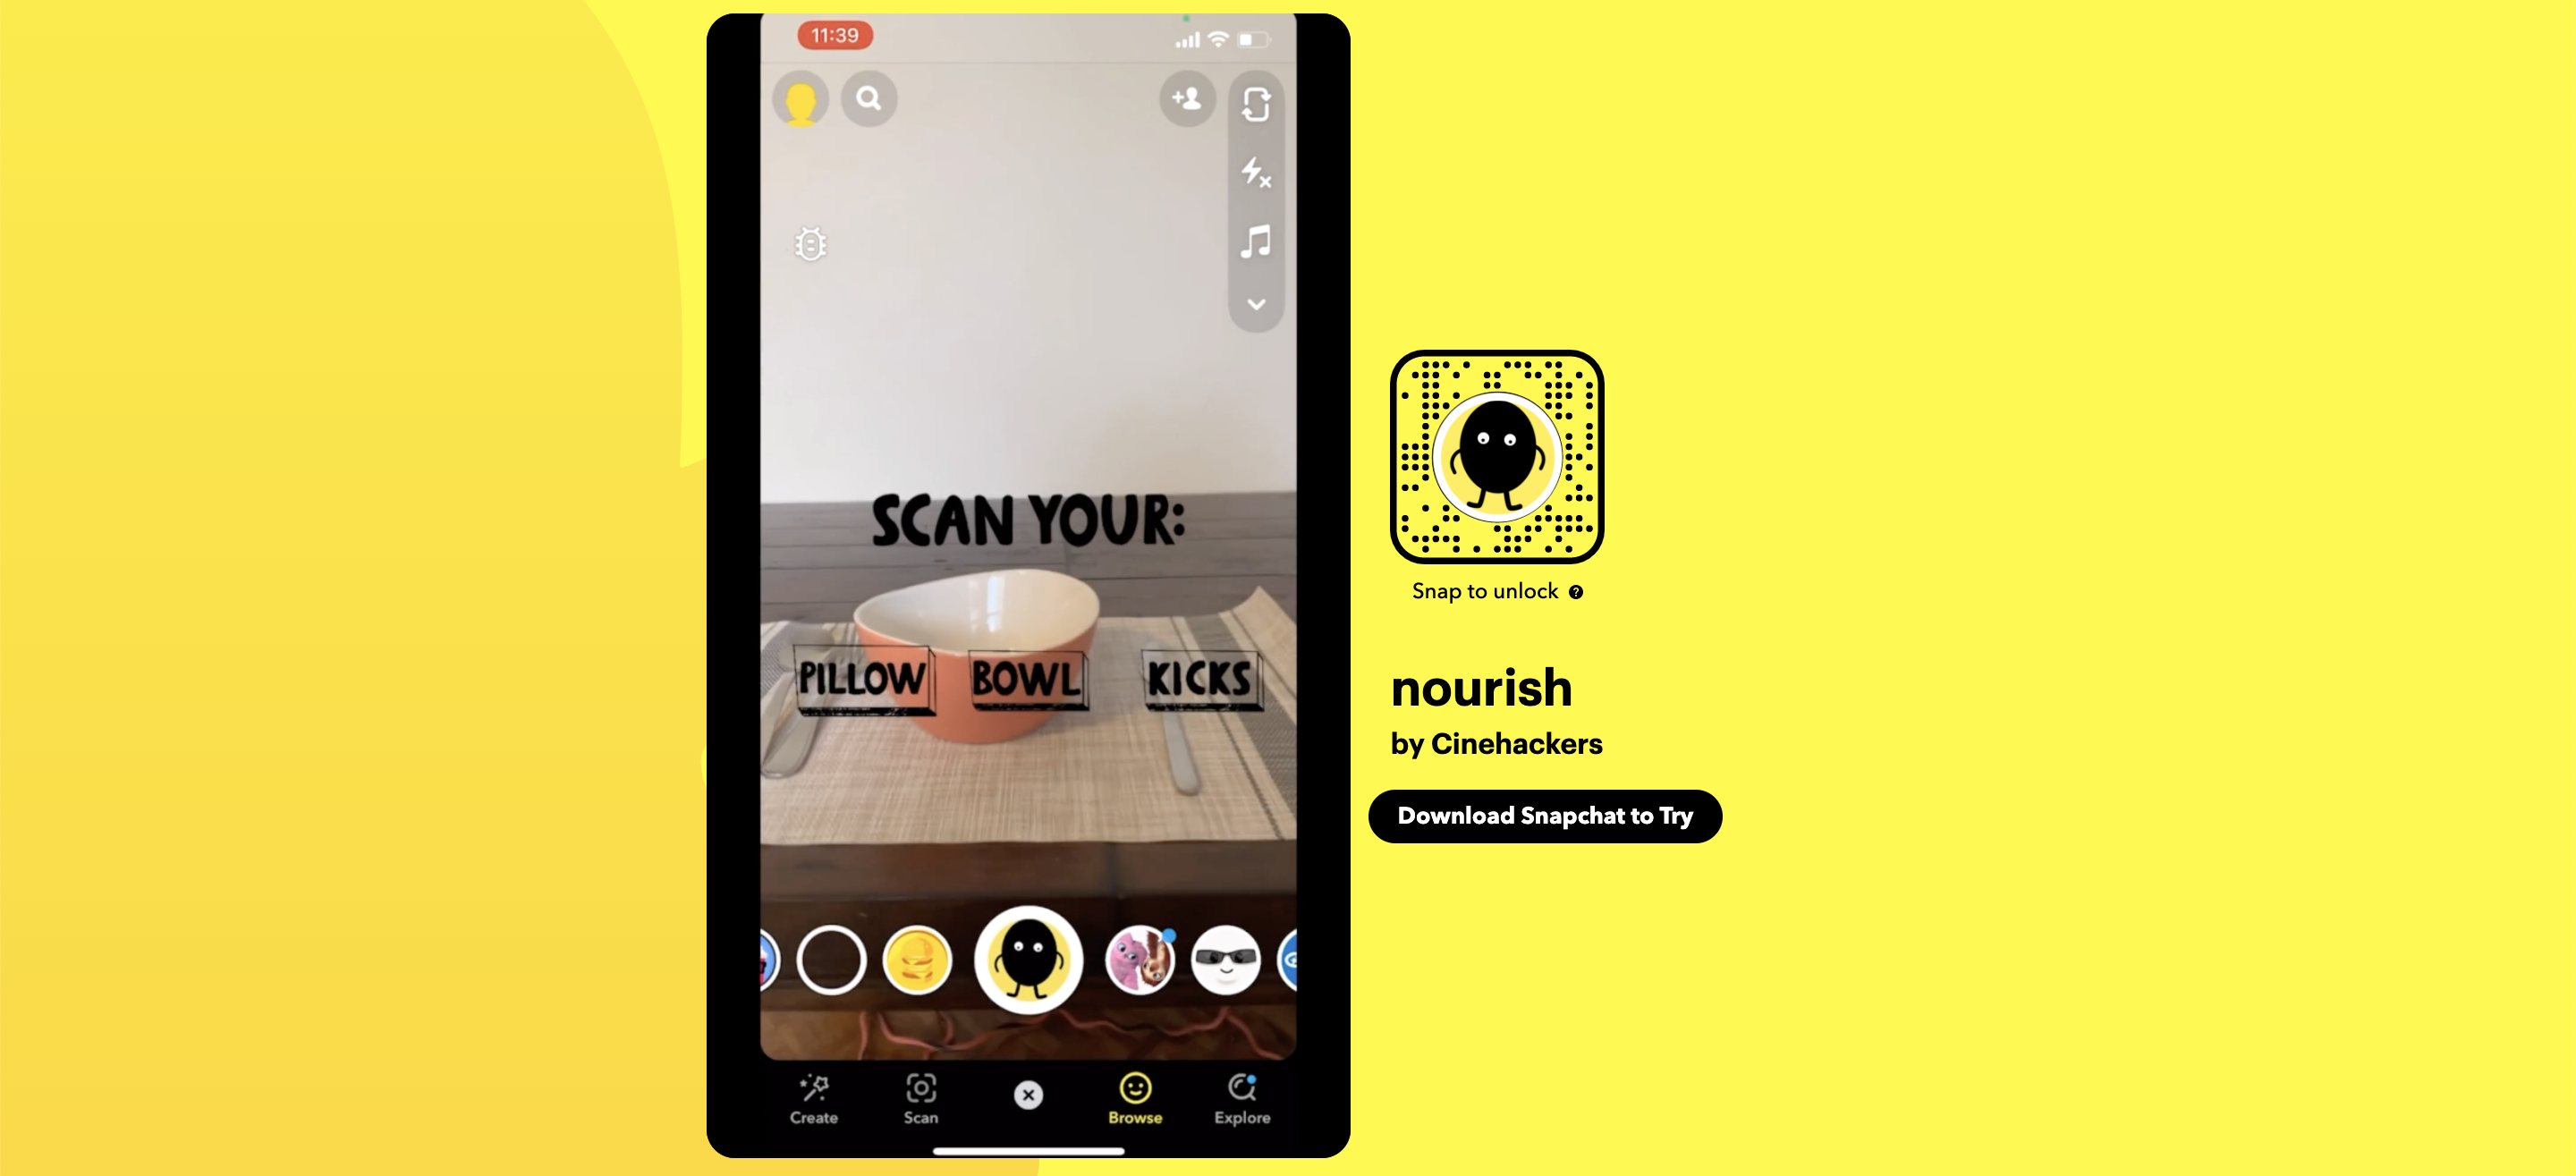 11:39
SCAN YOUR:
PILLOW BOWL KICKS
Create Scan Browse Explore
Snap to unlock ?
nourish
by Cinehackers
Download Snapchat to Try